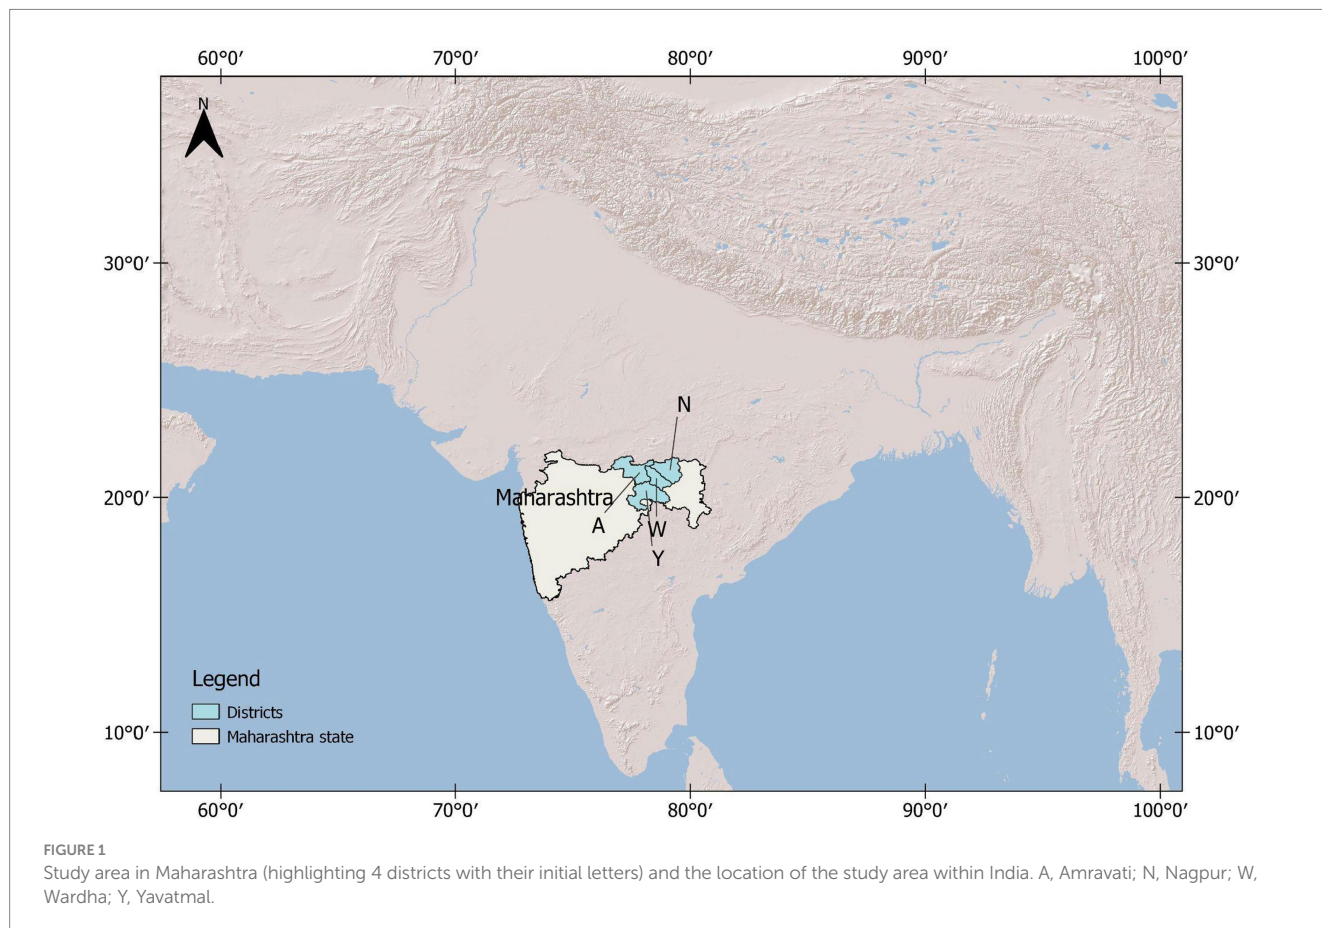 60°0′ 70°0′ 80°0′ 90°0′ 100°0′
N
30°0′ 30°0′
N
20°0′ Maharashtra 20°0′
A W
Y
Legend
Districts
10°0′ Maharashtra state 10°0′
60°0′ 70°0′ 80°0′ 90°0′ 100°0′
FIGURE 1
Study area in Maharashtra (highlighting 4 districts with their initial letters) and the location of the study area within India. A, Amravati; N, Nagpur; W,
Wardha; Y, Yavatmal.